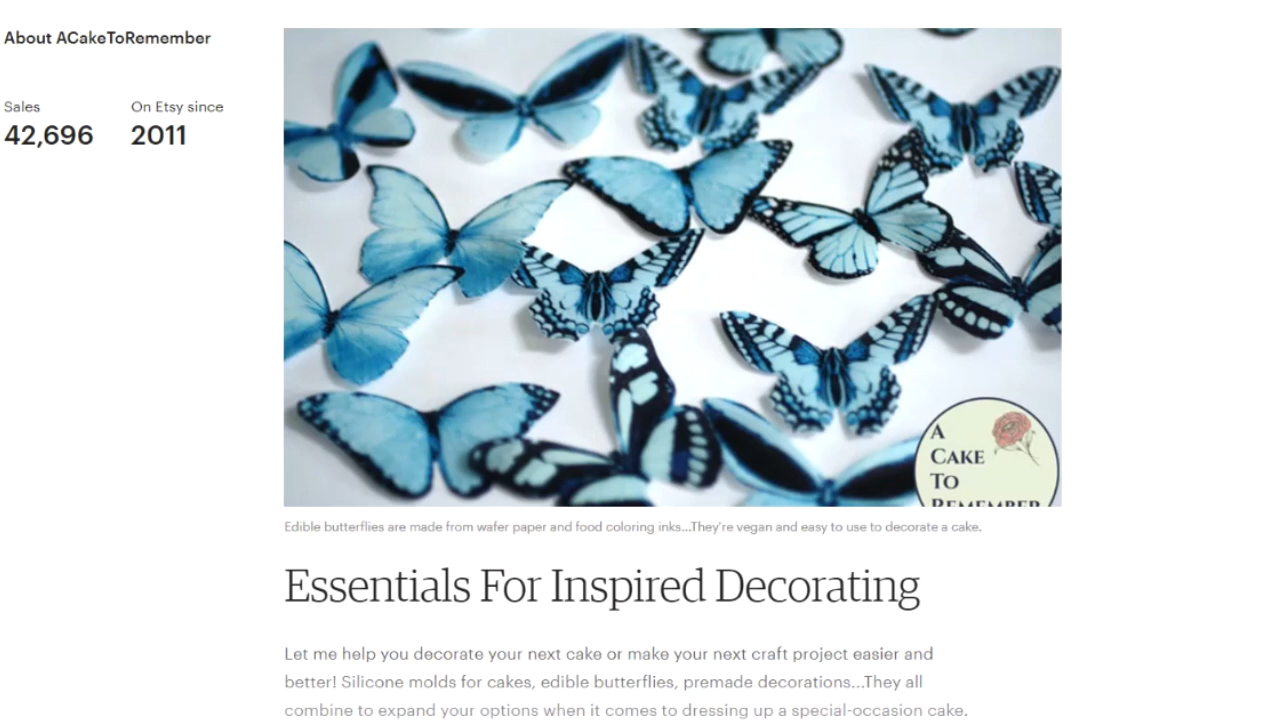 About ACakeToRemember
Sales
On Etsy since
42,696
2011
A
CAKE
TO
REMEMBER
Edible butterflies are made from wafer paper and food coloring inks...They're vegan and easy to use to decorate a cake.
Essentials For Inspired Decorating
Let me help you decorate your next cake or make your next craft project easier and
better! Silicone molds for cakes, edible butterflies, premade decorations...They all
combine to expand your options when it comes to dressing up a special-occasion cake.